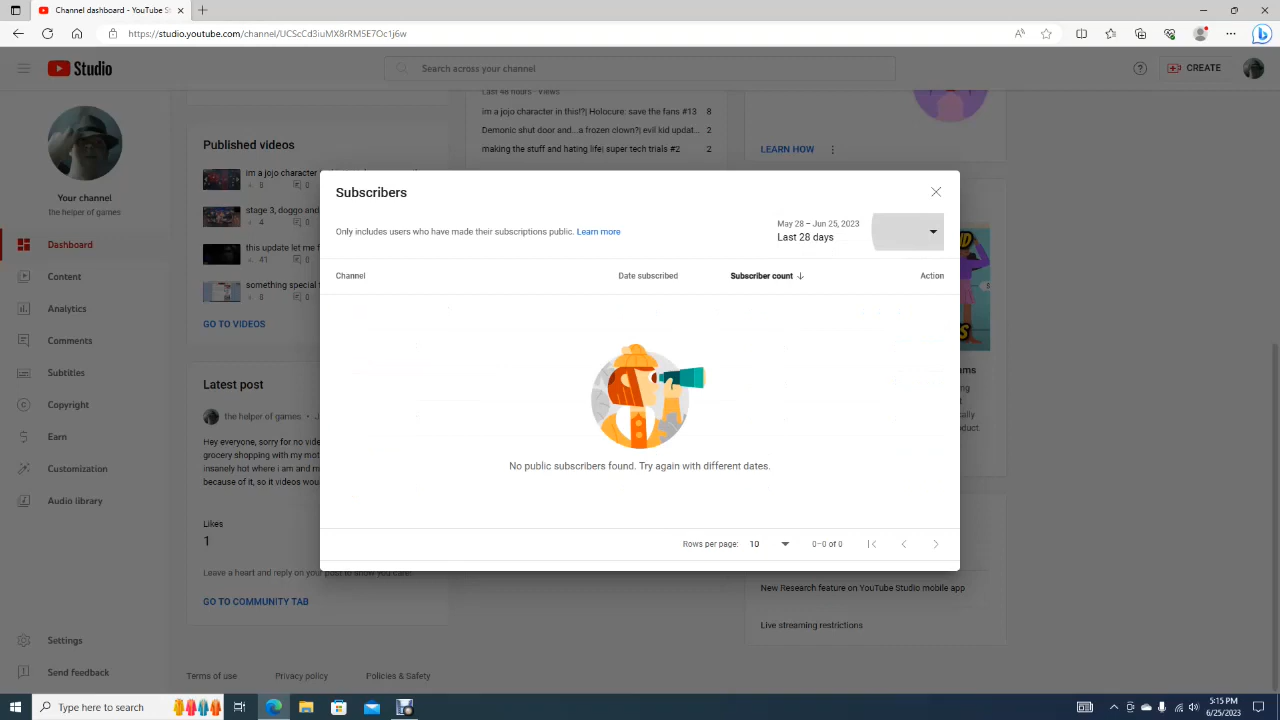 Channel dashboard - YouTube Stu
https://studio.youtube.com/channel/UCScCd3iuMX8rRM5E7Oc1j6w
Studio
Search across your channel
CREATE
Your channel
the helper of games
Dashboard
Content
Analytics
Comments
Subtitles
Copyright
Earn
Customization
Audio library
Settings
Send feedback
Published videos
im a jojo character
8
0
stage 3, doggo and
4
0
this update let me f
41
0
something special f
8
0
GO TO VIDEOS
Latest post
the helper of games
Hey everyone, sorry for no vide
grocery shopping with my mot
insanely hot where i am and m
because of it, so it videos woul
Likes
1
Leave a heart and reply on your post to show you care!
GO TO COMMUNITY TAB
Last 48 hours · Views
im a jojo character in this!?| Holocure: save the fans #13 8
Demonic shut door and...a frozen clown?| evil kid updat... 2
making the stuff and hating life| super tech trials #2 2
LEARN HOW
Subscribers
Only includes users who have made their subscriptions public. Learn more
May 28 – Jun 25, 2023
Last 28 days
Channel
Date subscribed
Subscriber count
Action
No public subscribers found. Try again with different dates.
Rows per page: 10
0–0 of 0
New Research feature on YouTube Studio mobile app
Live streaming restrictions
Terms of use
Privacy policy
Policies & Safety
Type here to search
5:15 PM
6/25/2023